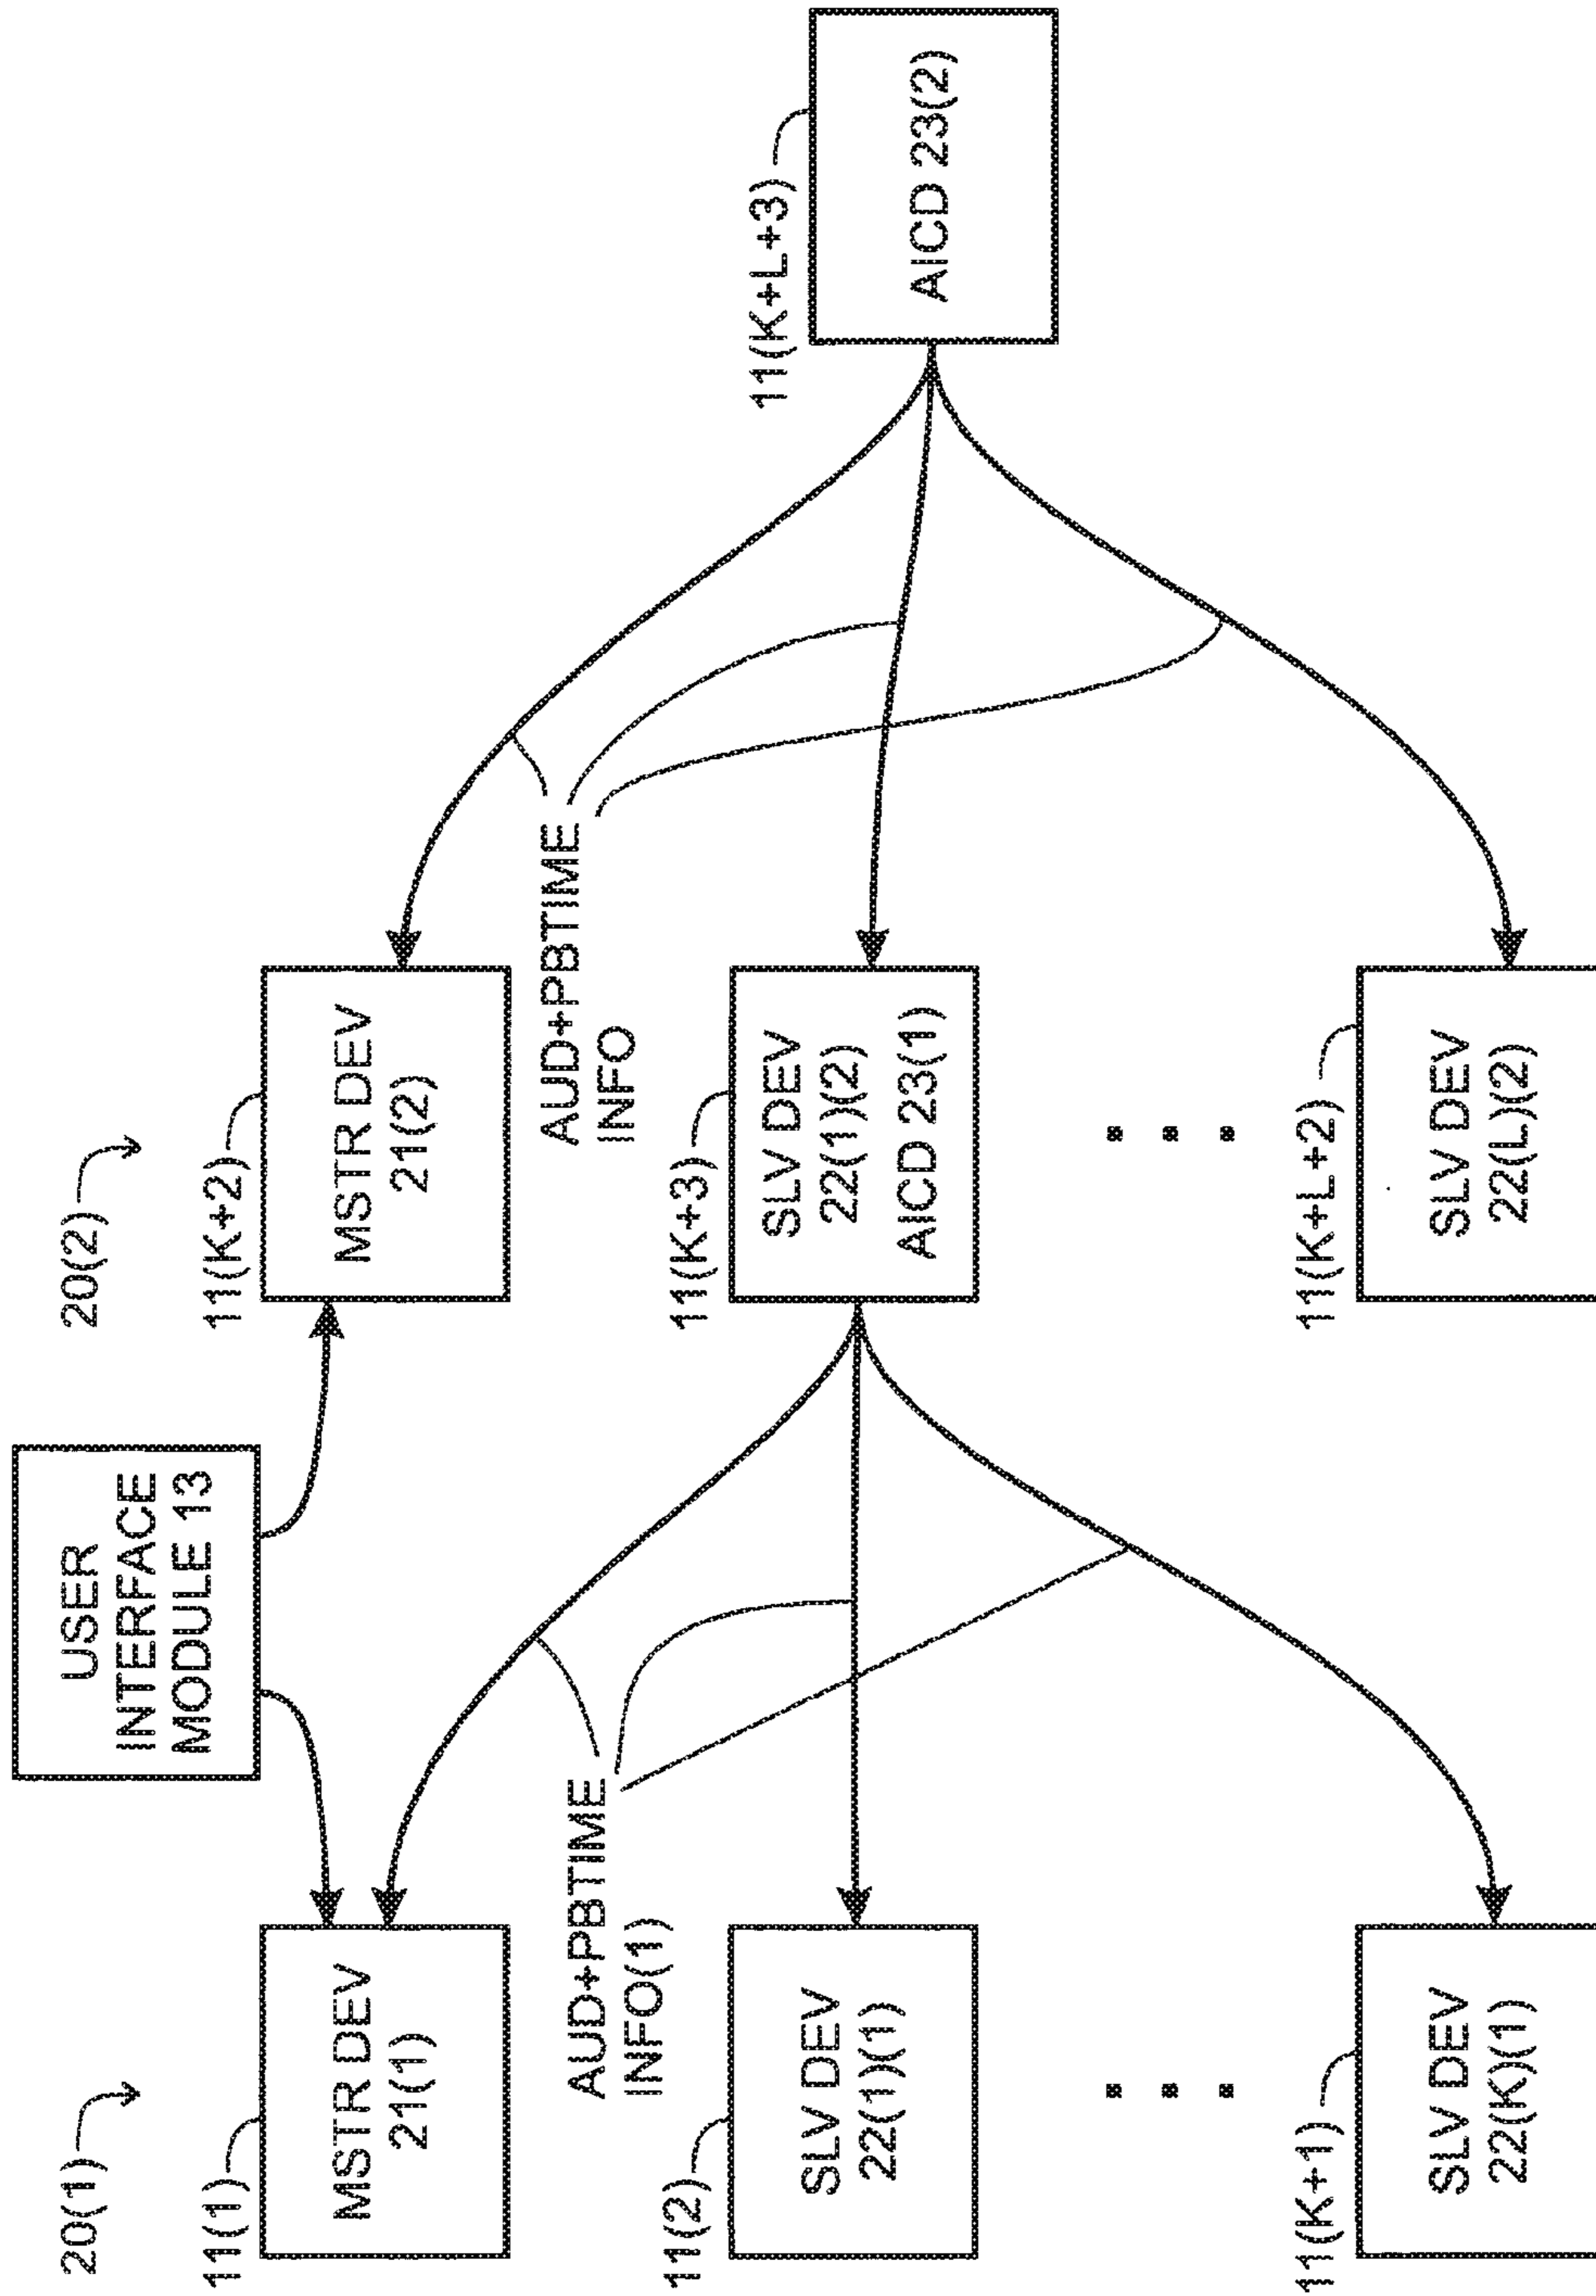 USER
INTERFACE
MODULE 13
20(1)
20(2)
11(1)
MSTR DEV
21(1)
11(K+2)
MSTR DEV
21(2)
AUD+PBTIME
INFO(1)
AUD+PBTIME
INFO
11(K+L+3)
AICD 23(2)
11(2)
SLV DEV
22(1)(1)
11(K+3)
SLV DEV
22(1)(2)
AICD 23(1)
11(K+1)
SLV DEV
22(K)(1)
11(K+L+2)
SLV DEV
22(L)(2)